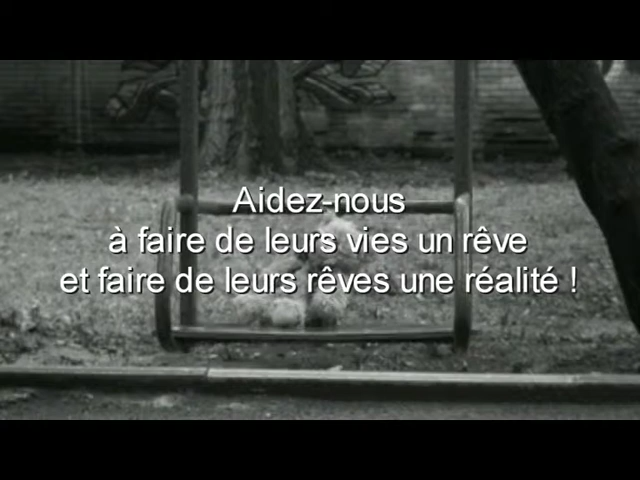 Aidez-nous
à faire de leurs vies un rêve
et faire de leurs rêves une réalité !